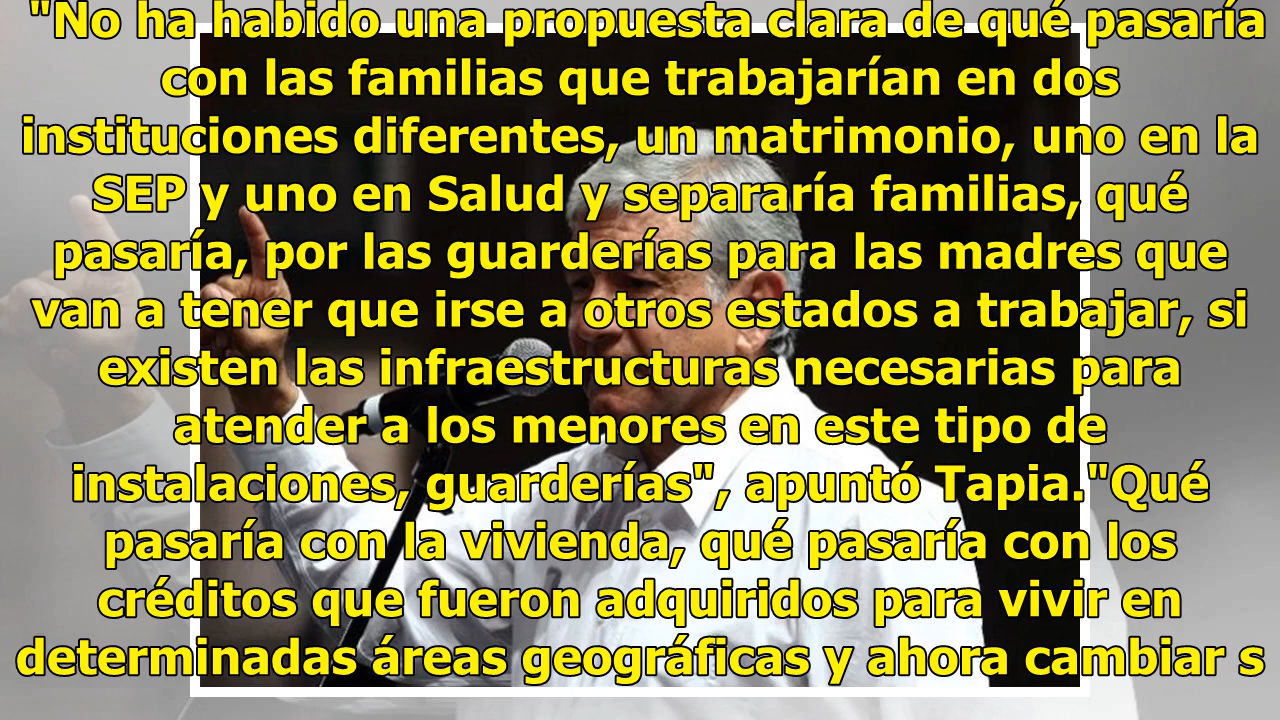 "No ha habido una propuesta clara de qué pasaría
con las familias que trabajarían en dos
instituciones diferentes, un matrimonio, uno en la
SEP y uno en Salud y separaría familias, qué
pasaría, por las guarderías para las madres que
van a tener que irse a otros estados a trabajar, si
existen las infraestructuras necesarias para
atender a los menores en este tipo de
instalaciones, guarderías", apuntó Tapia."Qué
pasaría con la vivienda, qué pasaría con los
créditos que fueron adquiridos para vivir en
determinadas áreas geográficas y ahora cambiar s